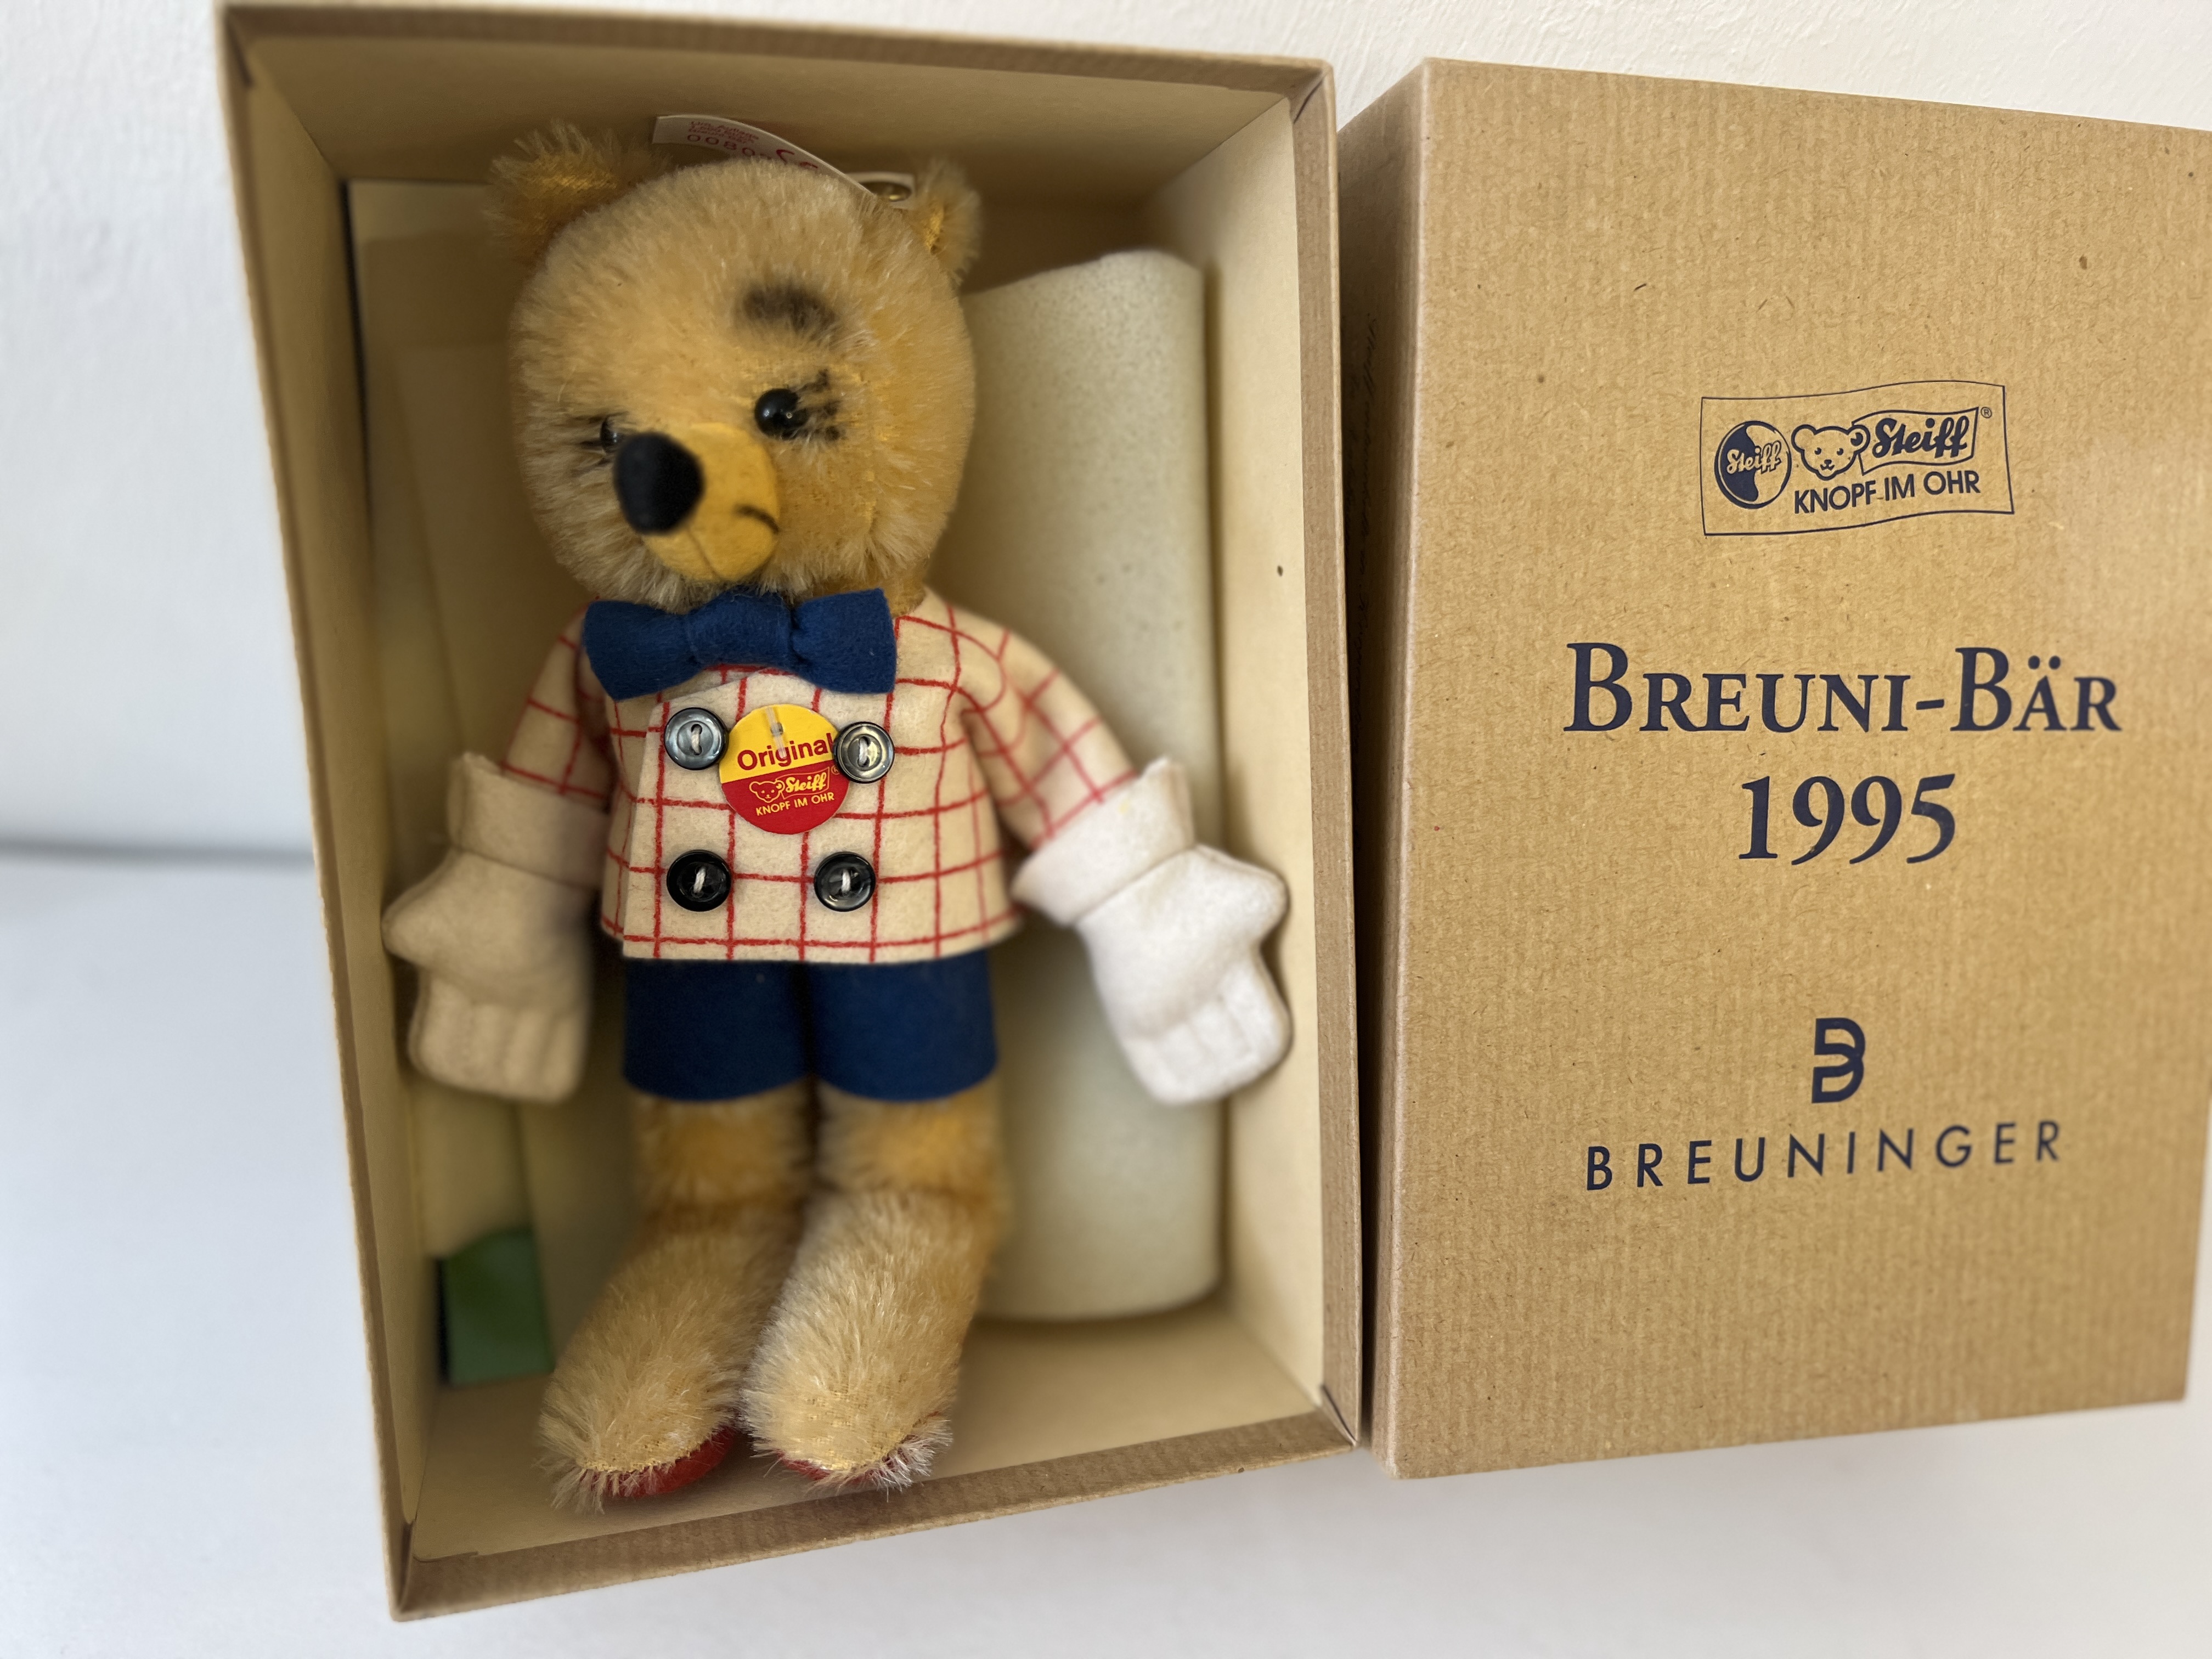 Original
Steiff
KNOPF IM OHR
Steiff
Steiff®
KNOPF IM OHR
BREUNI-BÄR
1995
BREUNINGER